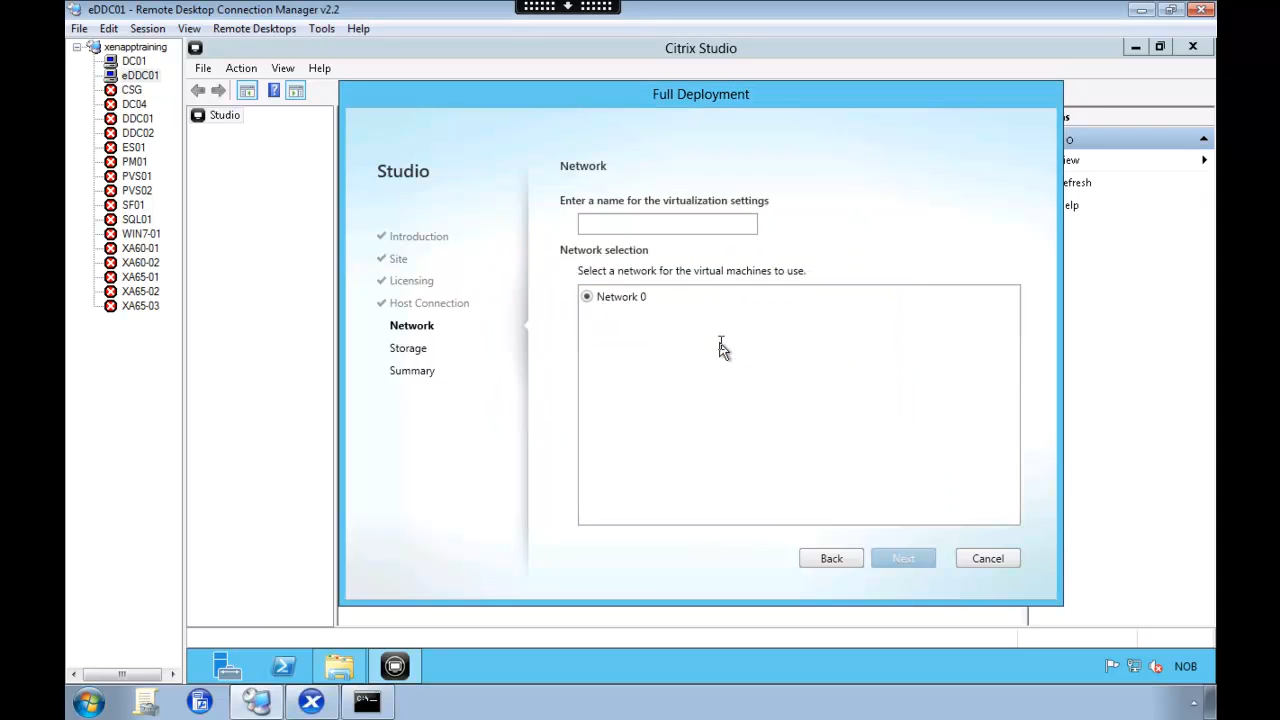 eDDC01 - Remote Desktop Connection Manager v2.2
File Edit Session View Remote Desktops Tools Help
xenapptraining
DC01
eDDC01
CSG
DC04
DDC01
DDC02
ES01
PM01
PVS01
PVS02
SF01
SQL01
WIN7-01
XA60-01
XA60-02
XA65-01
XA65-02
XA65-03
Citrix Studio
File Action View Help
Studio
Full Deployment
Studio
Introduction
Site
Licensing
Host Connection
Network
Storage
Summary
Network
Enter a name for the virtualization settings
Network selection
Select a network for the virtual machines to use.
Network 0
Back Next Cancel
s
o
iew
efresh
elp
NOB